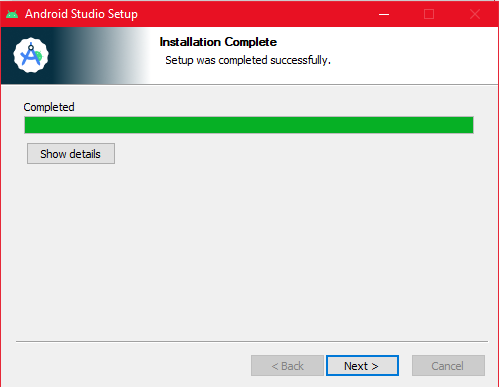 Android Studio Setup
Installation Complete
Setup was completed successfully.
Completed
Show details
< Back
Next >
Cancel